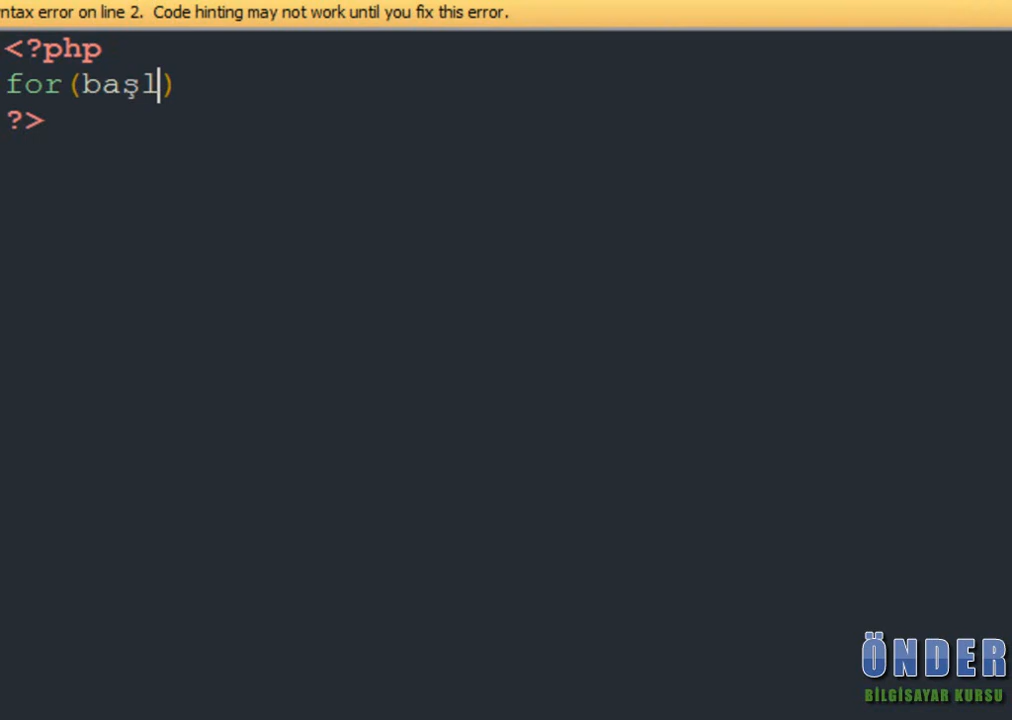 ntax error on line 2. Code hinting may not work until you fix this error.
<?php
for(başl)
?>
ÖNDER
BİLGİSAYAR KURSU